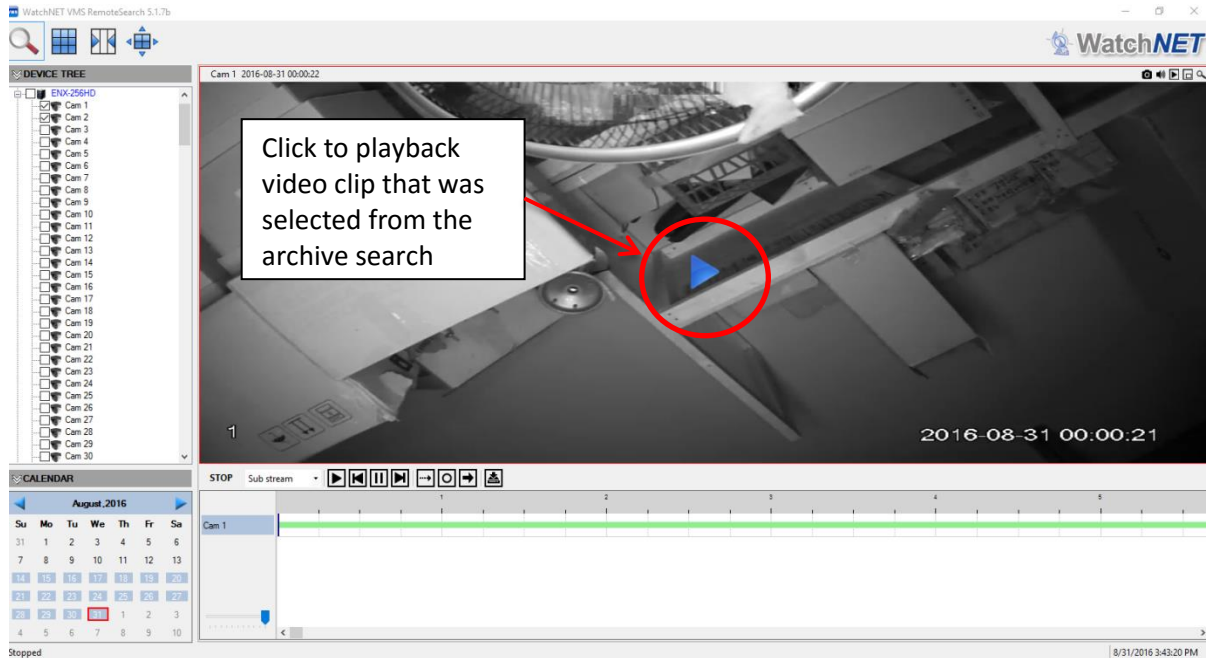 WatchNET VMS RemoteSearch 5.1.7b
WatchNET
DEVICE TREE
ENX-256HD
Cam 1
Cam 2
Cam 3
Cam 4
Cam 5
Cam 6
Cam 7
Cam 8
Cam 9
Cam 10
Cam 11
Cam 12
Cam 13
Cam 14
Cam 15
Cam 16
Cam 17
Cam 18
Cam 19
Cam 20
Cam 21
Cam 22
Cam 23
Cam 24
Cam 25
Cam 26
Cam 27
Cam 28
Cam 29
Cam 30
Cam 1 2016-08-31 00:00:22
Click to playback
video clip that was
selected from the
archive search
1
2016-08-31 00:00:21
CALENDAR
August,2016
Su Mo Tu We Th Fr Sa
31 1 2 3 4 5 6
7 8 9 10 11 12 13
14 15 16 17 18 19 20
21 22 23 24 25 26 27
28 29 30 31 1 2 3
4 5 6 7 8 9 10
STOP Sub stream
1 2 3 4 5
Cam 1
Stopped
8/31/2016 3:43:20 PM